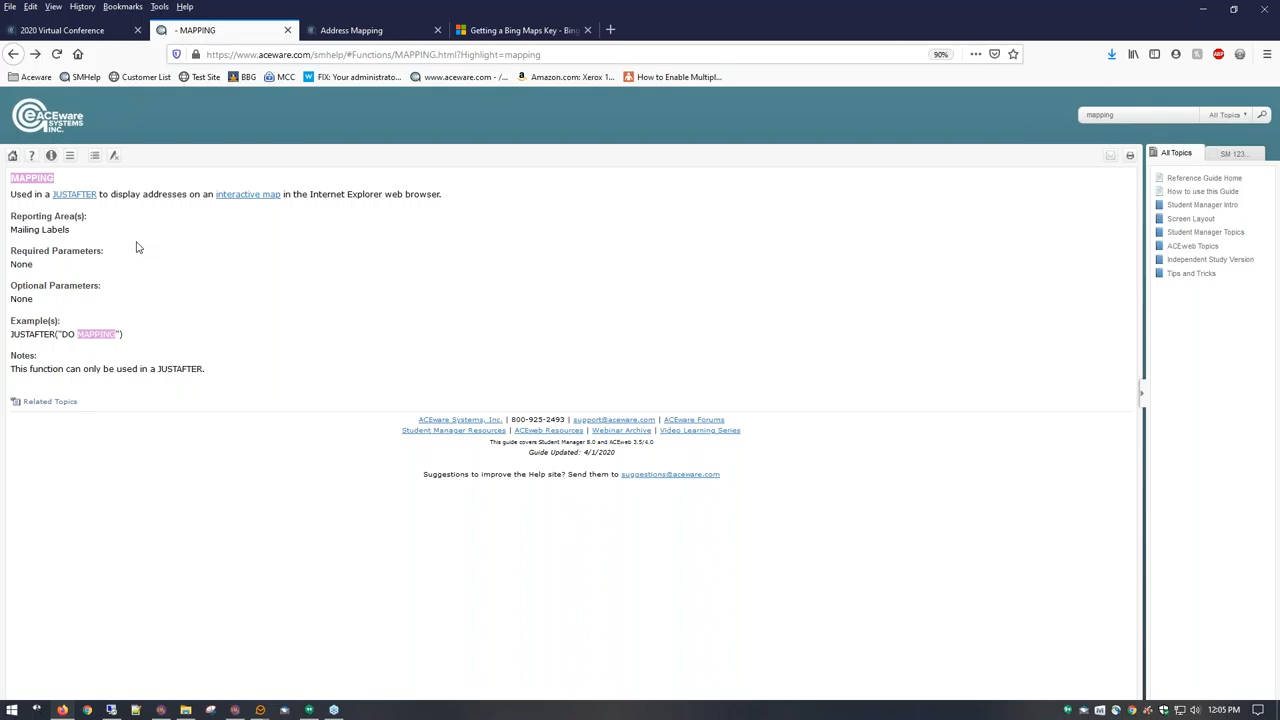 File Edit View History Bookmarks Tools Help
2020 Virtual Conference
- MAPPING
Address Mapping
Getting a Bing Maps Key - Bing
https://www.aceware.com/smhelp/#Functions/MAPPING.html?Highlight=mapping
90%
Aceware SMHelp Customer List Test Site BBG MCC FIX: Your administrato... www.aceware.com - /... Amazon.com: Xerox 1... How to Enable Multipl...
ACEware
SYSTEMS
INC.
mapping All Topics
All Topics SM 123...
MAPPING
Used in a JUSTAFTER to display addresses on an interactive map in the Internet Explorer web browser.
Reporting Area(s):
Mailing Labels
Required Parameters:
None
Optional Parameters:
None
Example(s):
JUSTAFTER("DO MAPPING")
Notes:
This function can only be used in a JUSTAFTER.
Related Topics
ACEware Systems, Inc. | 800-925-2493 | support@aceware.com | ACEware Forums
Student Manager Resources | ACEweb Resources | Webinar Archive | Video Learning Series
This guide covers Student Manager 8.0 and ACEweb 3.5/4.0
Guide Updated: 4/1/2020
Suggestions to improve the Help site? Send them to suggestions@aceware.com
Reference Guide Home
How to use this Guide
Student Manager Intro
Screen Layout
Student Manager Topics
ACEweb Topics
Independent Study Version
Tips and Tricks
12:05 PM